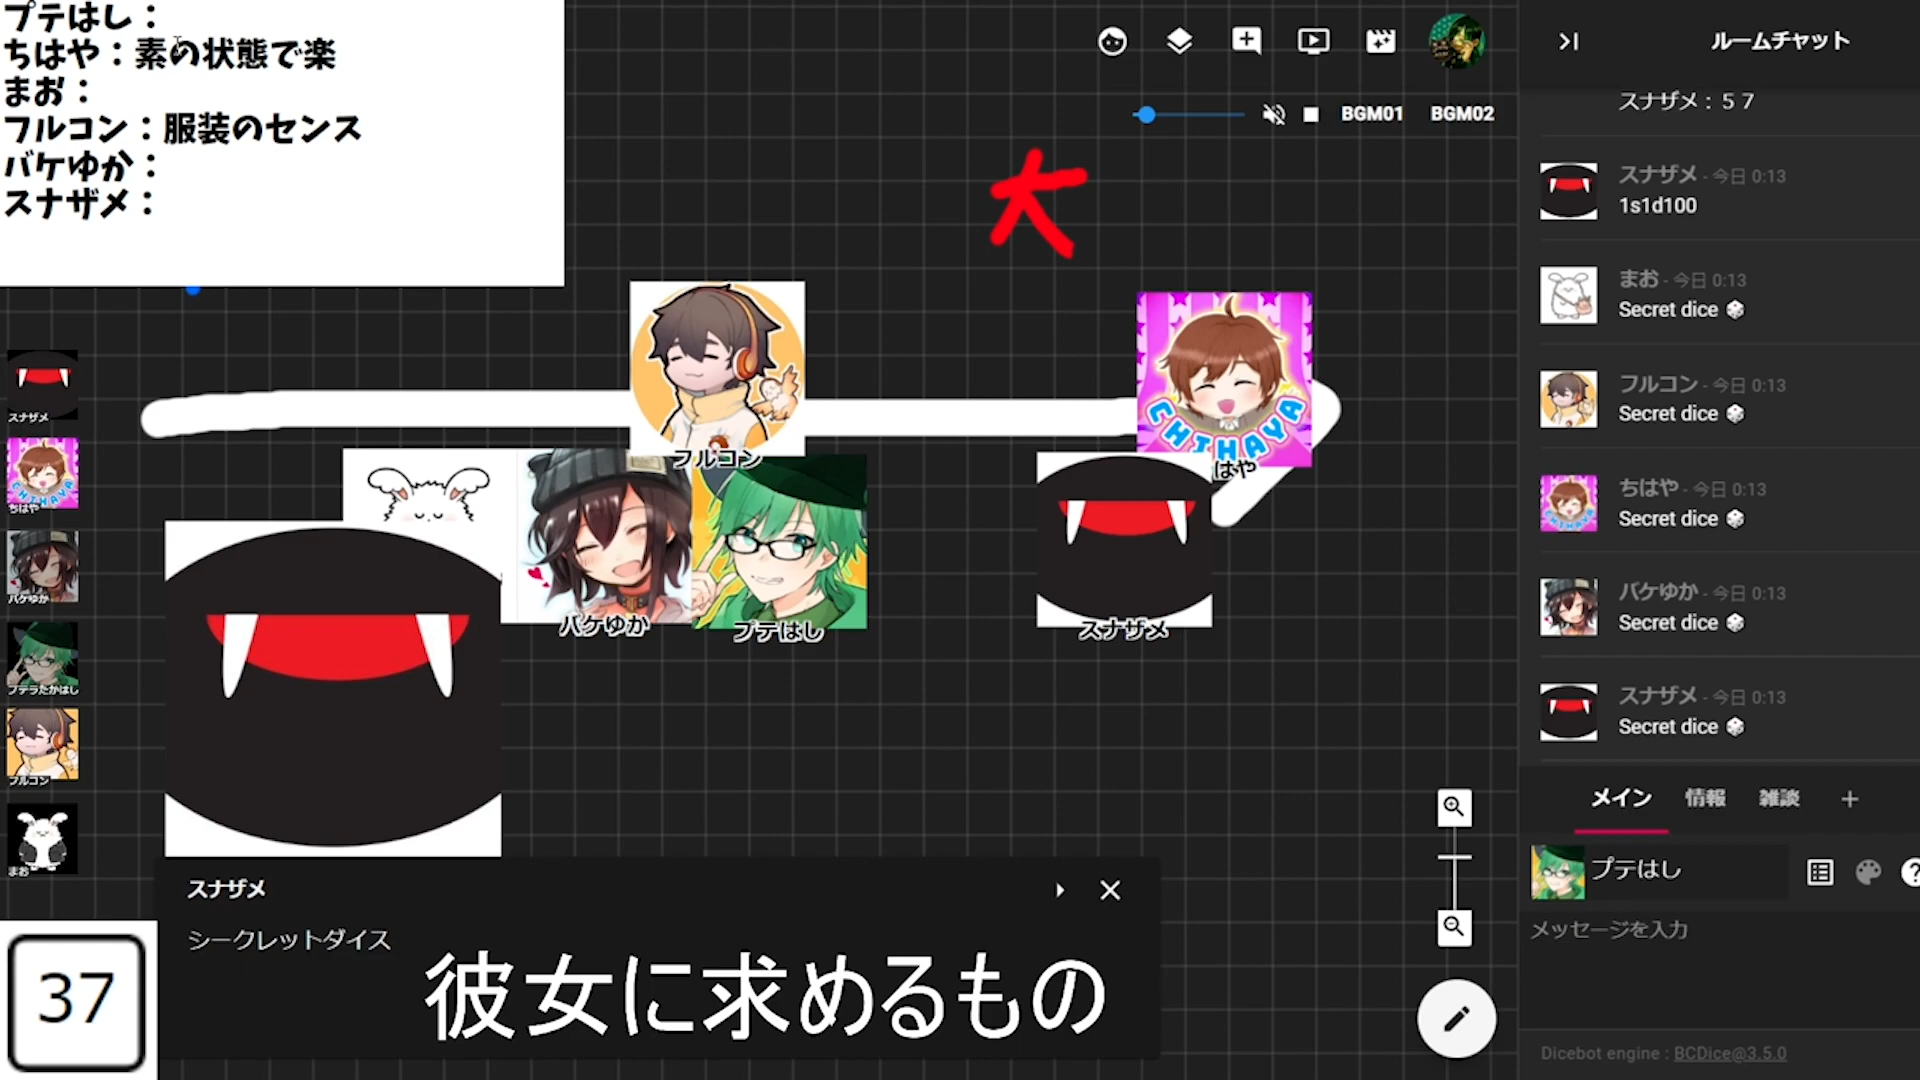 プテはし：
ちはや：素の状態で楽
まお：
フルコン：服装のセンス
バケゆか：
スナザメ：
BGM01
BGM02
大
スナザメ
ちはや
バケゆか
プテラたかはし
フルコン
まお
フルコン
CHIHAYA
はや
バケゆか
プテはし
スナザメ
スナザメ
シークレットダイス
彼女に求めるもの
37
ルームチャット
スナザメ：５７
スナザメ - 今日 0:13
1s1d100
まお - 今日 0:13
Secret dice
フルコン - 今日 0:13
Secret dice
ちはや - 今日 0:13
Secret dice
バケゆか - 今日 0:13
Secret dice
スナザメ - 今日 0:13
Secret dice
メイン 情報 雑談 +
プテはし
メッセージを入力
Dicebot engine : BCDice@3.5.0